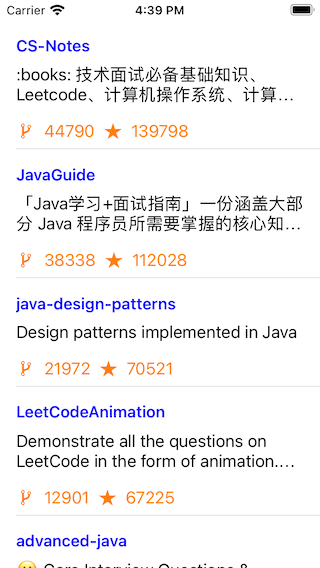 Carrier 4:39 PM
CS-Notes
:books: 技术面试必备基础知识、
Leetcode、计算机操作系统、计算…
44790 139798
JavaGuide
「Java学习+面试指南」一份涵盖大部
分 Java 程序员所需要掌握的核心知…
38338 112028
java-design-patterns
Design patterns implemented in Java
21972 70521
LeetCodeAnimation
Demonstrate all the questions on
LeetCode in the form of animation.…
12901 67225
advanced-java
Core Interview Questions &